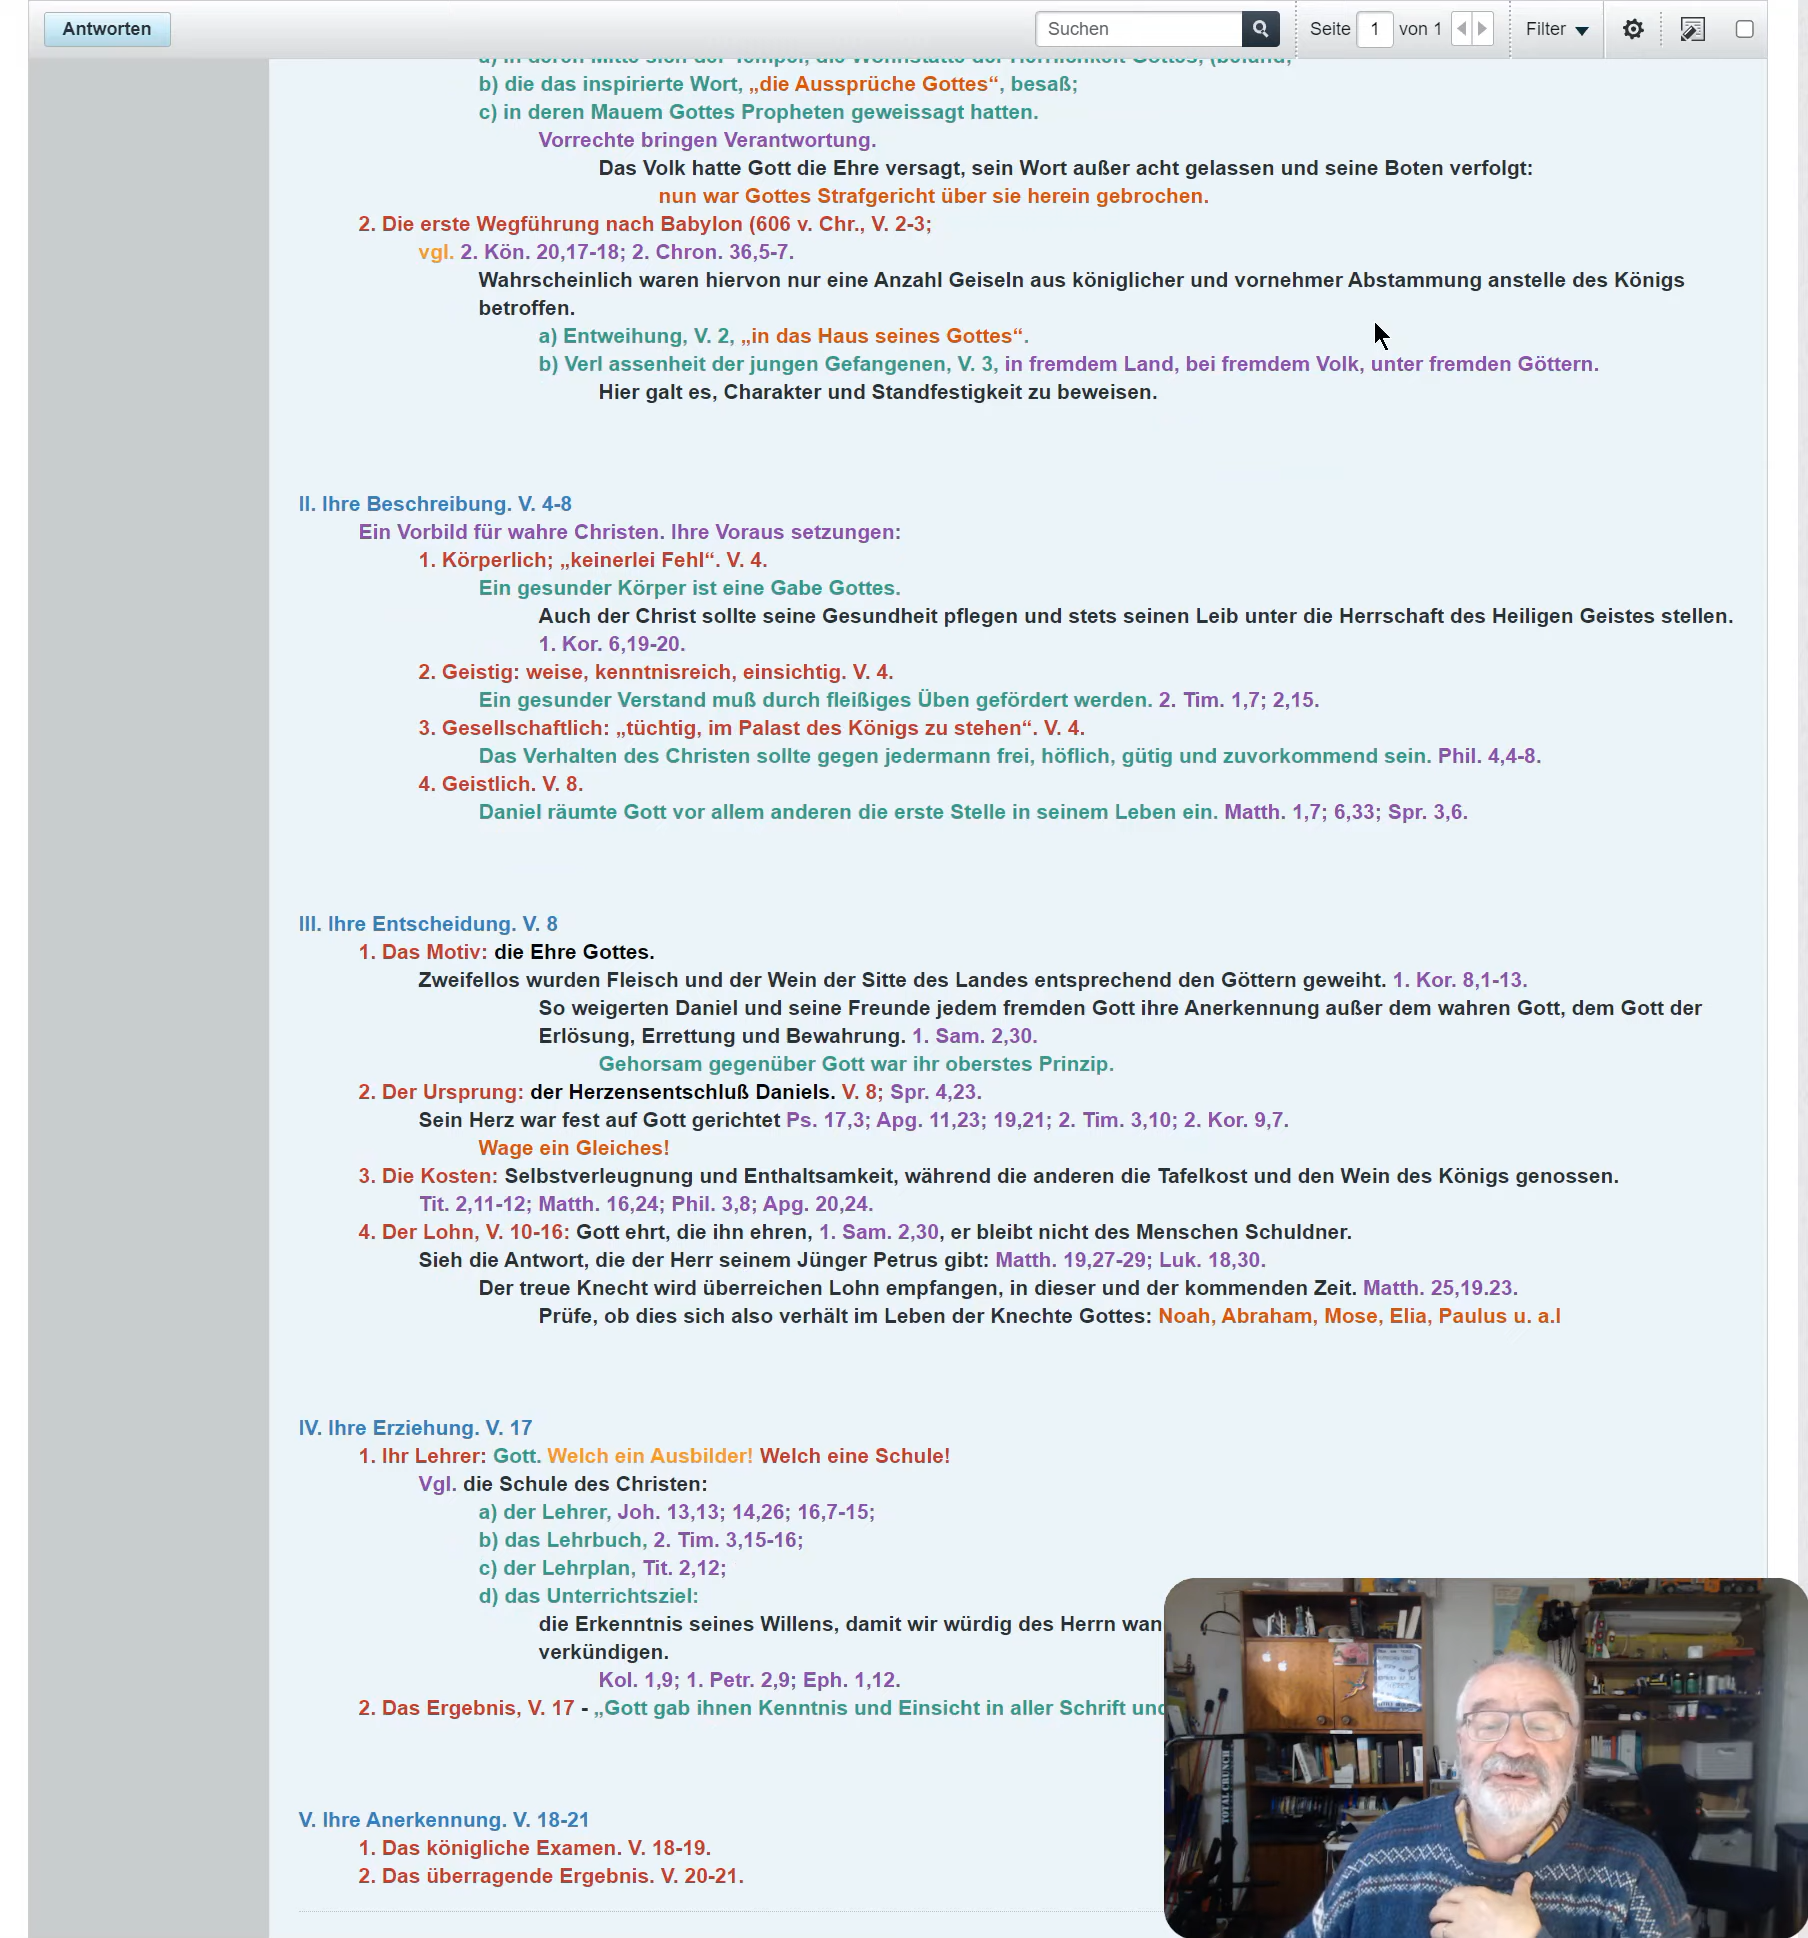 Antworten
Suchen
Seite 1 von 1
Filter
a) in deren Mitte sich der Tempel, die Wohnstätte der Herrlichkeit Gottes, (befand;
b) die das inspirierte Wort, „die Aussprüche Gottes“, besaß;
c) in deren Mauem Gottes Propheten geweissagt hatten.
Vorrechte bringen Verantwortung.
Das Volk hatte Gott die Ehre versagt, sein Wort außer acht gelassen und seine Boten verfolgt:
nun war Gottes Strafgericht über sie herein gebrochen.
2. Die erste Wegführung nach Babylon (606 v. Chr., V. 2-3;
vgl. 2. Kön. 20,17-18; 2. Chron. 36,5-7.
Wahrscheinlich waren hiervon nur eine Anzahl Geiseln aus königlicher und vornehmer Abstammung anstelle des Königs
betroffen.
a) Entweihung, V. 2, „in das Haus seines Gottes“.
b) Verl assenheit der jungen Gefangenen, V. 3, in fremdem Land, bei fremdem Volk, unter fremden Göttern.
Hier galt es, Charakter und Standfestigkeit zu beweisen.
II. Ihre Beschreibung. V. 4-8
Ein Vorbild für wahre Christen. Ihre Voraus setzungen:
1. Körperlich; „keinerlei Fehl“. V. 4.
Ein gesunder Körper ist eine Gabe Gottes.
Auch der Christ sollte seine Gesundheit pflegen und stets seinen Leib unter die Herrschaft des Heiligen Geistes stellen.
1. Kor. 6,19-20.
2. Geistig: weise, kenntnisreich, einsichtig. V. 4.
Ein gesunder Verstand muß durch fleißiges Üben gefördert werden. 2. Tim. 1,7; 2,15.
3. Gesellschaftlich: „tüchtig, im Palast des Königs zu stehen“. V. 4.
Das Verhalten des Christen sollte gegen jedermann frei, höflich, gütig und zuvorkommend sein. Phil. 4,4-8.
4. Geistlich. V. 8.
Daniel räumte Gott vor allem anderen die erste Stelle in seinem Leben ein. Matth. 1,7; 6,33; Spr. 3,6.
III. Ihre Entscheidung. V. 8
1. Das Motiv: die Ehre Gottes.
Zweifellos wurden Fleisch und der Wein der Sitte des Landes entsprechend den Göttern geweiht. 1. Kor. 8,1-13.
So weigerten Daniel und seine Freunde jedem fremden Gott ihre Anerkennung außer dem wahren Gott, dem Gott der
Erlösung, Errettung und Bewahrung. 1. Sam. 2,30.
Gehorsam gegenüber Gott war ihr oberstes Prinzip.
2. Der Ursprung: der Herzensentschluß Daniels. V. 8; Spr. 4,23.
Sein Herz war fest auf Gott gerichtet Ps. 17,3; Apg. 11,23; 19,21; 2. Tim. 3,10; 2. Kor. 9,7.
Wage ein Gleiches!
3. Die Kosten: Selbstverleugnung und Enthaltsamkeit, während die anderen die Tafelkost und den Wein des Königs genossen.
Tit. 2,11-12; Matth. 16,24; Phil. 3,8; Apg. 20,24.
4. Der Lohn, V. 10-16: Gott ehrt, die ihn ehren, 1. Sam. 2,30, er bleibt nicht des Menschen Schuldner.
Sieh die Antwort, die der Herr seinem Jünger Petrus gibt: Matth. 19,27-29; Luk. 18,30.
Der treue Knecht wird überreichen Lohn empfangen, in dieser und der kommenden Zeit. Matth. 25,19.23.
Prüfe, ob dies sich also verhält im Leben der Knechte Gottes: Noah, Abraham, Mose, Elia, Paulus u. a.l
IV. Ihre Erziehung. V. 17
1. Ihr Lehrer: Gott. Welch ein Ausbilder! Welch eine Schule!
Vgl. die Schule des Christen:
a) der Lehrer, Joh. 13,13; 14,26; 16,7-15;
b) das Lehrbuch, 2. Tim. 3,15-16;
c) der Lehrplan, Tit. 2,12;
d) das Unterrichtsziel:
die Erkenntnis seines Willens, damit wir würdig des Herrn wan
verkündigen.
Kol. 1,9; 1. Petr. 2,9; Eph. 1,12.
2. Das Ergebnis, V. 17 - „Gott gab ihnen Kenntnis und Einsicht in aller Schrift und
V. Ihre Anerkennung. V. 18-21
1. Das königliche Examen. V. 18-19.
2. Das überragende Ergebnis. V. 20-21.
TOTAL CRUNCH